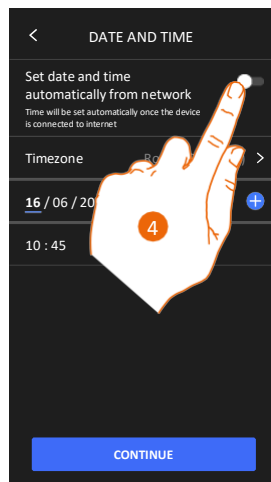 DATE AND TIME
Set date and time
automatically from network
Time will be set automatically once the device
is connected to internet
Timezone
16 / 06 / 20
10 : 45
4
CONTINUE